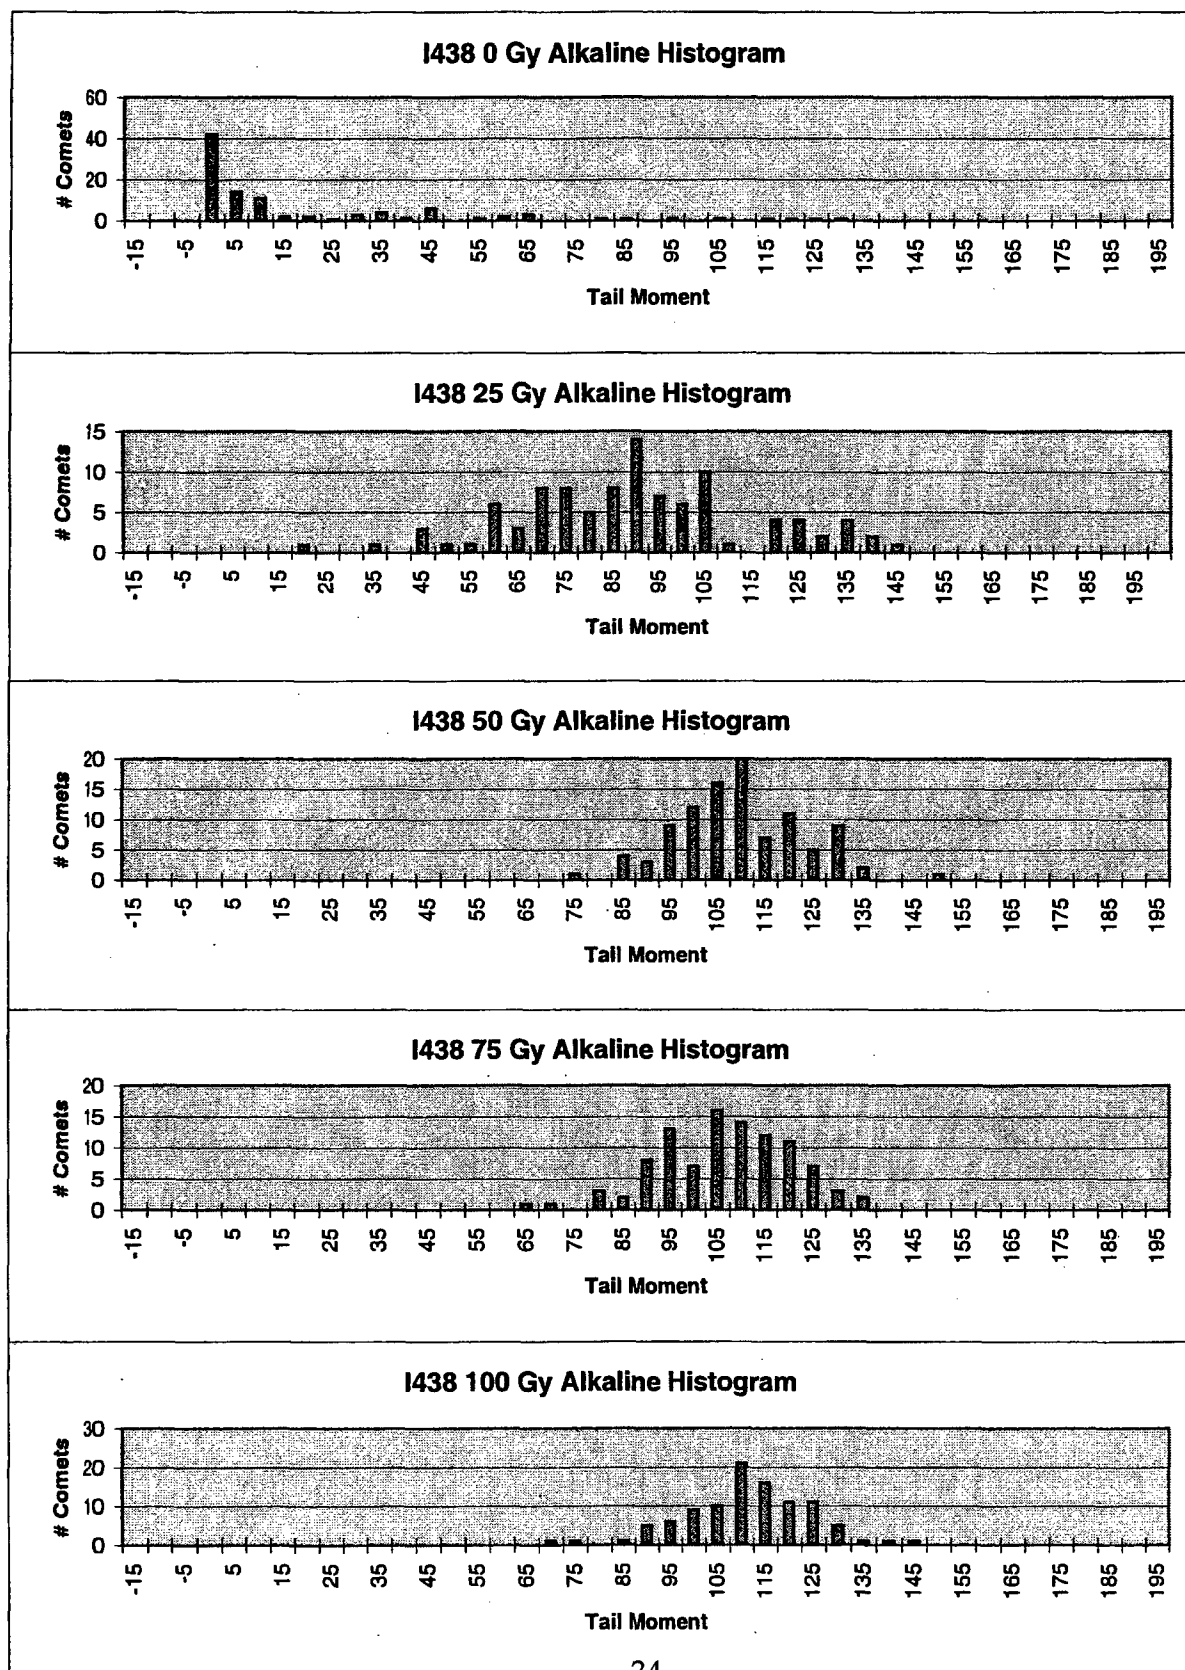 I438 0 Gy Alkaline Histogram
# Comets
60
40
20
0
-15 -5 5 15 25 35 45 55 65 75 85 95 105 115 125 135 145 155 165 175 185 195
Tail Moment
I438 25 Gy Alkaline Histogram
# Comets
15
10
5
0
-15 -5 5 15 25 35 45 55 65 75 85 95 105 115 125 135 145 155 165 175 185 195
Tail Moment
I438 50 Gy Alkaline Histogram
# Comets
20
15
10
5
0
-15 -5 5 15 25 35 45 55 65 75 85 95 105 115 125 135 145 155 165 175 185 195
Tail Moment
I438 75 Gy Alkaline Histogram
# Comets
20
15
10
5
0
-15 -5 5 15 25 35 45 55 65 75 85 95 105 115 125 135 145 155 165 175 185 195
Tail Moment
I438 100 Gy Alkaline Histogram
# Comets
30
20
10
0
-15 -5 5 15 25 35 45 55 65 75 85 95 105 115 125 135 145 155 165 175 185 195
Tail Moment
24